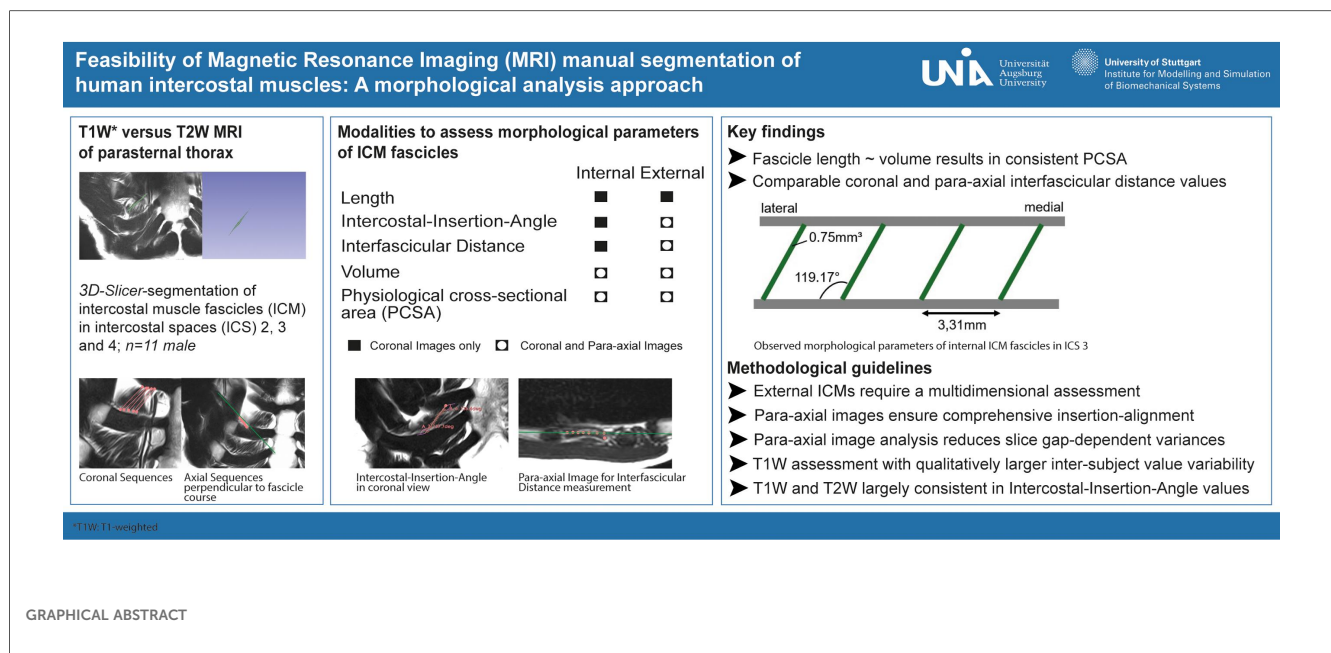 Feasibility of Magnetic Resonance Imaging (MRI) manual segmentation of
human intercostal muscles: A morphological analysis approach
UNIA
Universität
Augsburg
University
University of Stuttgart
Institute for Modelling and Simulation
of Biomechanical Systems
T1W* versus T2W MRI
of parasternal thorax
3D-Slicer-segmentation of
intercostal muscle fascicles (ICM)
in intercostal spaces (ICS) 2, 3
and 4; n=11 male
Coronal Sequences
Axial Sequences
perpendicular to fascicle
course
Modalities to assess morphological parameters
of ICM fascicles
Internal External
Length
Intercostal-Insertion-Angle
Interfascicular Distance
Volume
Physiological cross-sectional
area (PCSA)
Coronal Images only
Coronal and Para-axial Images
Intercostal-Insertion-Angle
in coronal view
Para-axial Image for Interfascicular
Distance measurement
Key findings
➤ Fascicle length ~ volume results in consistent PCSA
➤ Comparable coronal and para-axial interfascicular distance values
lateral
medial
0.75mm³
119.17°
3,31mm
Observed morphological parameters of internal ICM fascicles in ICS 3
Methodological guidelines
➤ External ICMs require a multidimensional assessment
➤ Para-axial images ensure comprehensive insertion-alignment
➤ Para-axial image analysis reduces slice gap-dependent variances
➤ T1W assessment with qualitatively larger inter-subject value variability
➤ T1W and T2W largely consistent in Intercostal-Insertion-Angle values
*T1W: T1-weighted
GRAPHICAL ABSTRACT